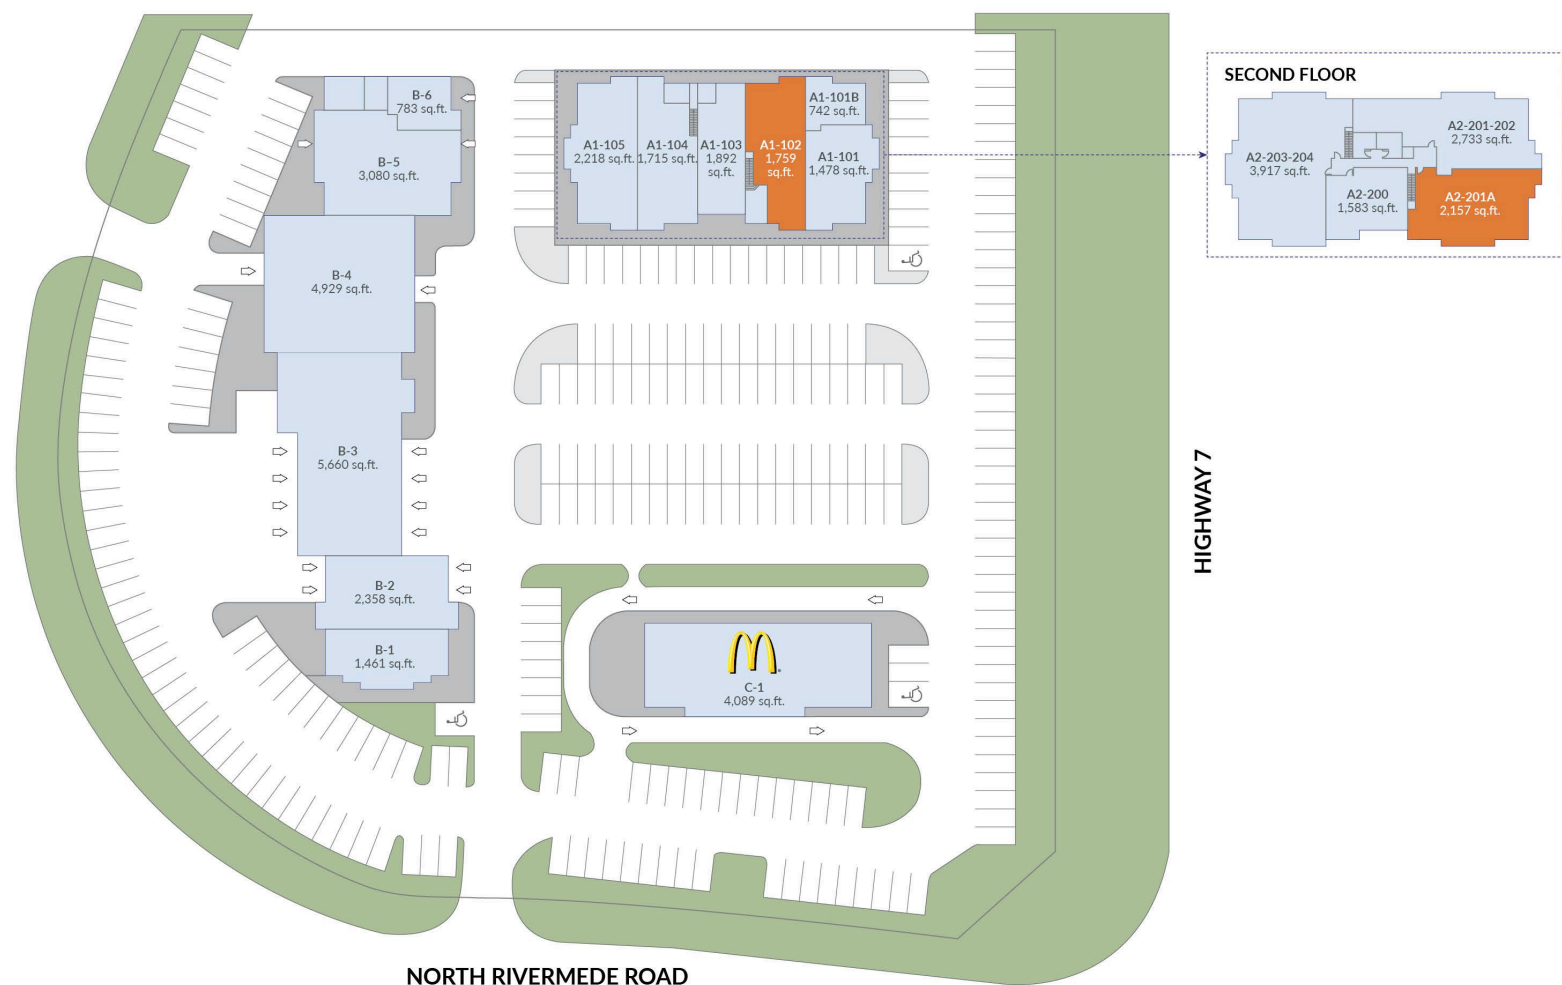 SECOND FLOOR
B-6
783 sq.ft.
A1-101B
742 sq.ft.
A1-105
2,218 sq.ft.
A1-104
1,715 sq.ft.
A1-103
1,892
sq.ft.
A1-102
1,759
sq.ft.
A1-101
1,478 sq.ft.
A2-201-202
2,733 sq.ft.
A2-203-204
3,917 sq.ft.
A2-200
1,583 sq.ft.
A2-201A
2,157 sq.ft.
B–5
3,080 sq.ft.
B-4
4,929 sq.ft.
B-3
5,660 sq.ft.
HIGHWAY 7
B-2
2,358 sq.ft.
B-1
1,461 sq.ft.
C-1
4,089 sq.ft.
NORTH RIVERMEDE ROAD